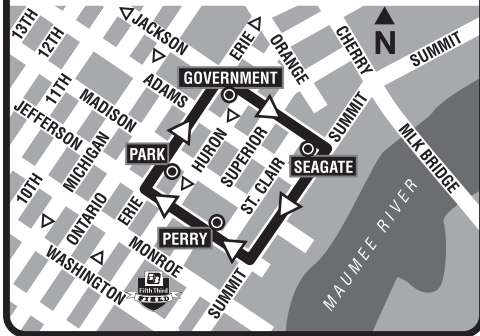 13TH
12TH
JACKSON
ERIE
ORANGE
CHERRY
N
SUMMIT
11TH
ADAMS
GOVERNMENT
MADISON
JEFFERSON
MICHIGAN
PARK
HURON
SUPERIOR
SUMMIT
SEAGATE
MLK BRIDGE
10TH
ONTARIO
ERIE
ST. CLAIR
PERRY
MONROE
WASHINGTON
Fifth Third
FIELD
SUMMIT
MAUMEE RIVER